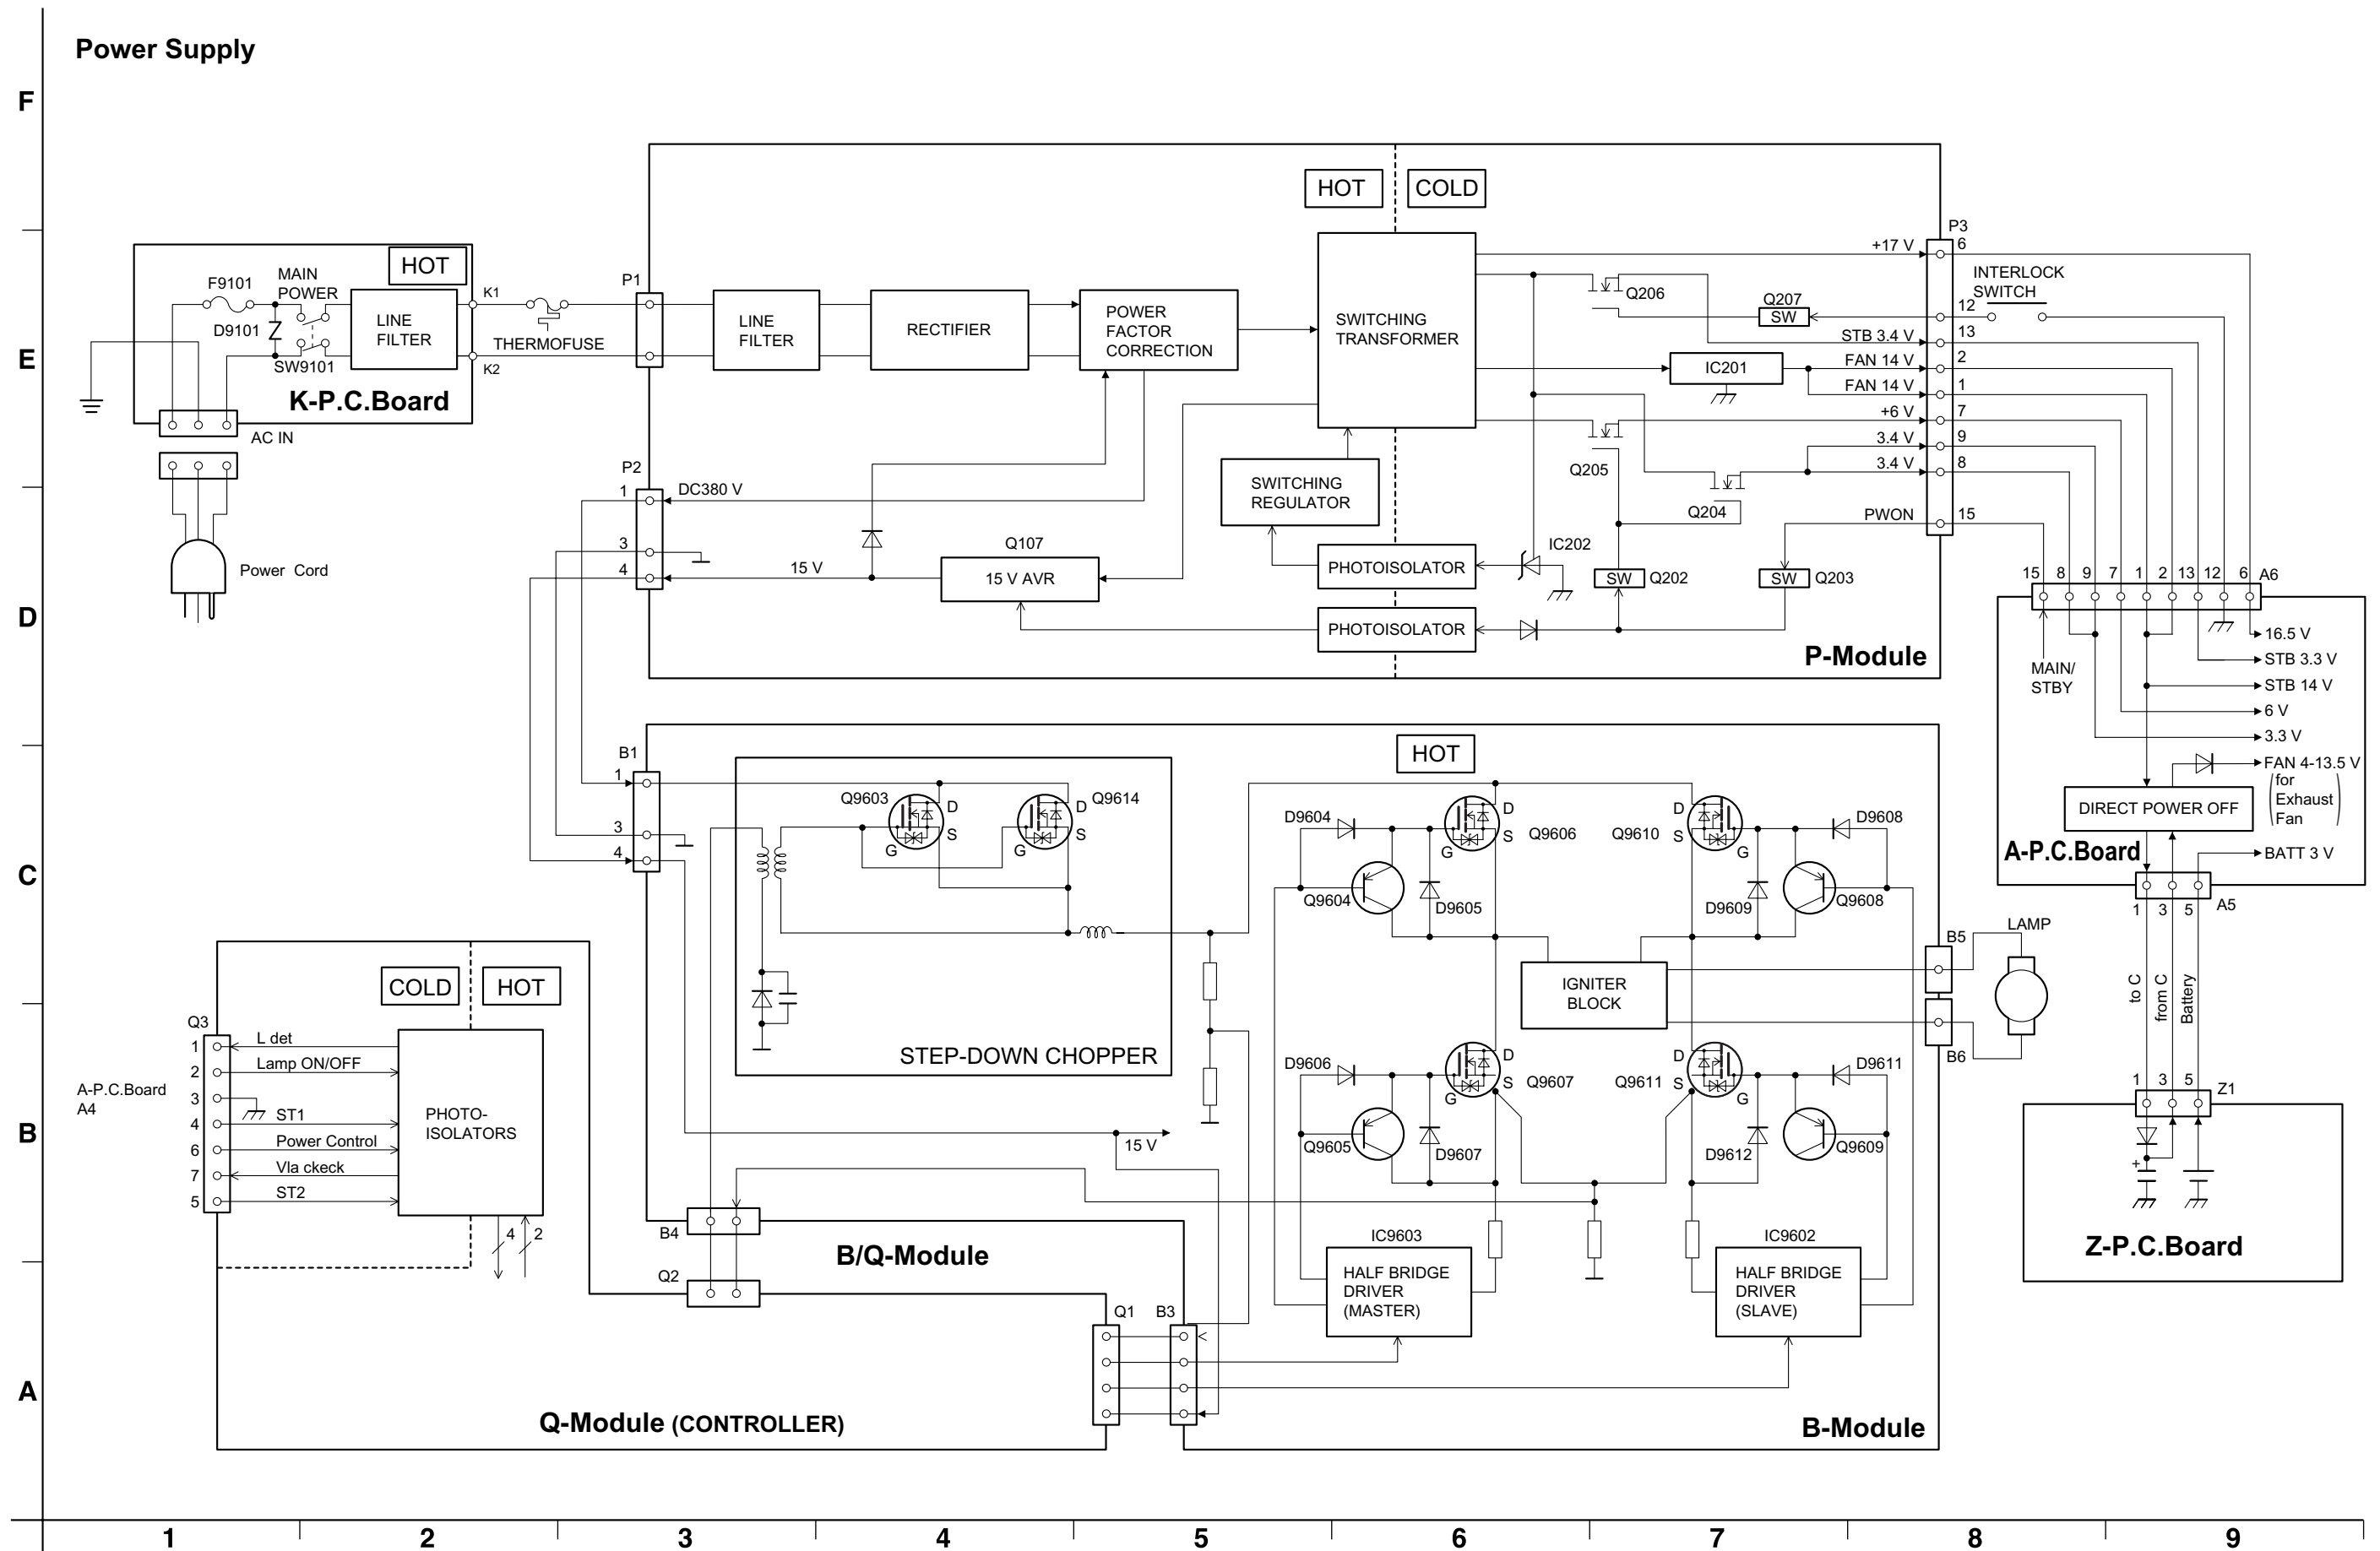 Power Supply
F
E
D
C
B
A
1
2
3
4
5
6
7
8
9
HOT
F9101
MAIN
POWER
D9101
SW9101
LINE
FILTER
K1
K2
THERMOFUSE
K-P.C.Board
AC IN
Power Cord
HOT
COLD
P1
LINE
FILTER
RECTIFIER
POWER
FACTOR
CORRECTION
SWITCHING
TRANSFORMER
P2
1
DC380 V
3
4
15 V
Q107
15 V AVR
SWITCHING
REGULATOR
PHOTOISOLATOR
PHOTOISOLATOR
IC202
SW
Q202
SW
Q203
Q204
Q205
Q206
Q207
SW
IC201
+17 V
STB 3.4 V
FAN 14 V
FAN 14 V
+6 V
3.4 V
3.4 V
PWON
P-Module
P3
6
12
13
2
1
7
9
8
15
INTERLOCK
SWITCH
15
8
9
7
1
2
13
12
6
A6
MAIN/
STBY
16.5 V
STB 3.3 V
STB 14 V
6 V
3.3 V
FAN 4-13.5 V
(for
Exhaust
Fan)
DIRECT POWER OFF
A-P.C.Board
BATT 3 V
1
3
5
A5
to C
from C
Battery
1
3
5
Z1
+
Z-P.C.Board
B1
1
3
4
HOT
Q9603
D
S
G
Q9614
D
S
G
STEP-DOWN CHOPPER
15 V
D9604
Q9604
D9605
D
S
G
Q9606
Q9610
D
S
G
D9608
D9609
Q9608
IGNITER
BLOCK
B5
B6
LAMP
D9606
Q9605
D9607
D
S
G
Q9607
Q9611
D
S
G
D9611
D9612
Q9609
IC9603
HALF BRIDGE
DRIVER
(MASTER)
IC9602
HALF BRIDGE
DRIVER
(SLAVE)
B-Module
B4
B/Q-Module
Q2
Q1
B3
COLD
HOT
Q3
A-P.C.Board
A4
1
L det
2
Lamp ON/OFF
3
4
ST1
6
Power Control
7
Vla ckeck
5
ST2
PHOTO-
ISOLATORS
4
2
Q-Module (CONTROLLER)